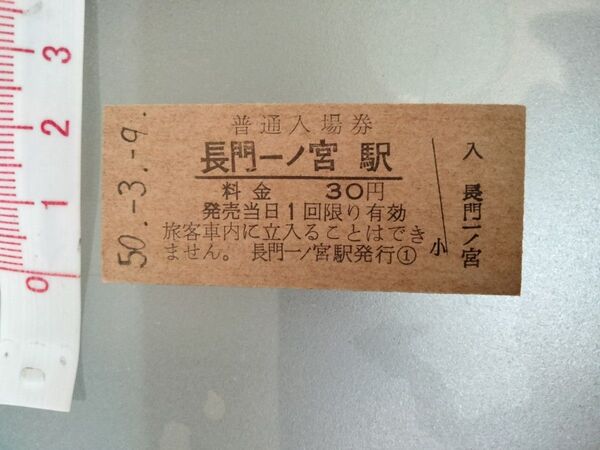 50.-3.-9.
普通入場券
長門一ノ宮 駅
料金 30円
発売当日1回限り有効
旅客車内に立入ることはでき
ません。 長門一ノ宮駅発行①
小
入 長門一ノ宮
0 1 2 3